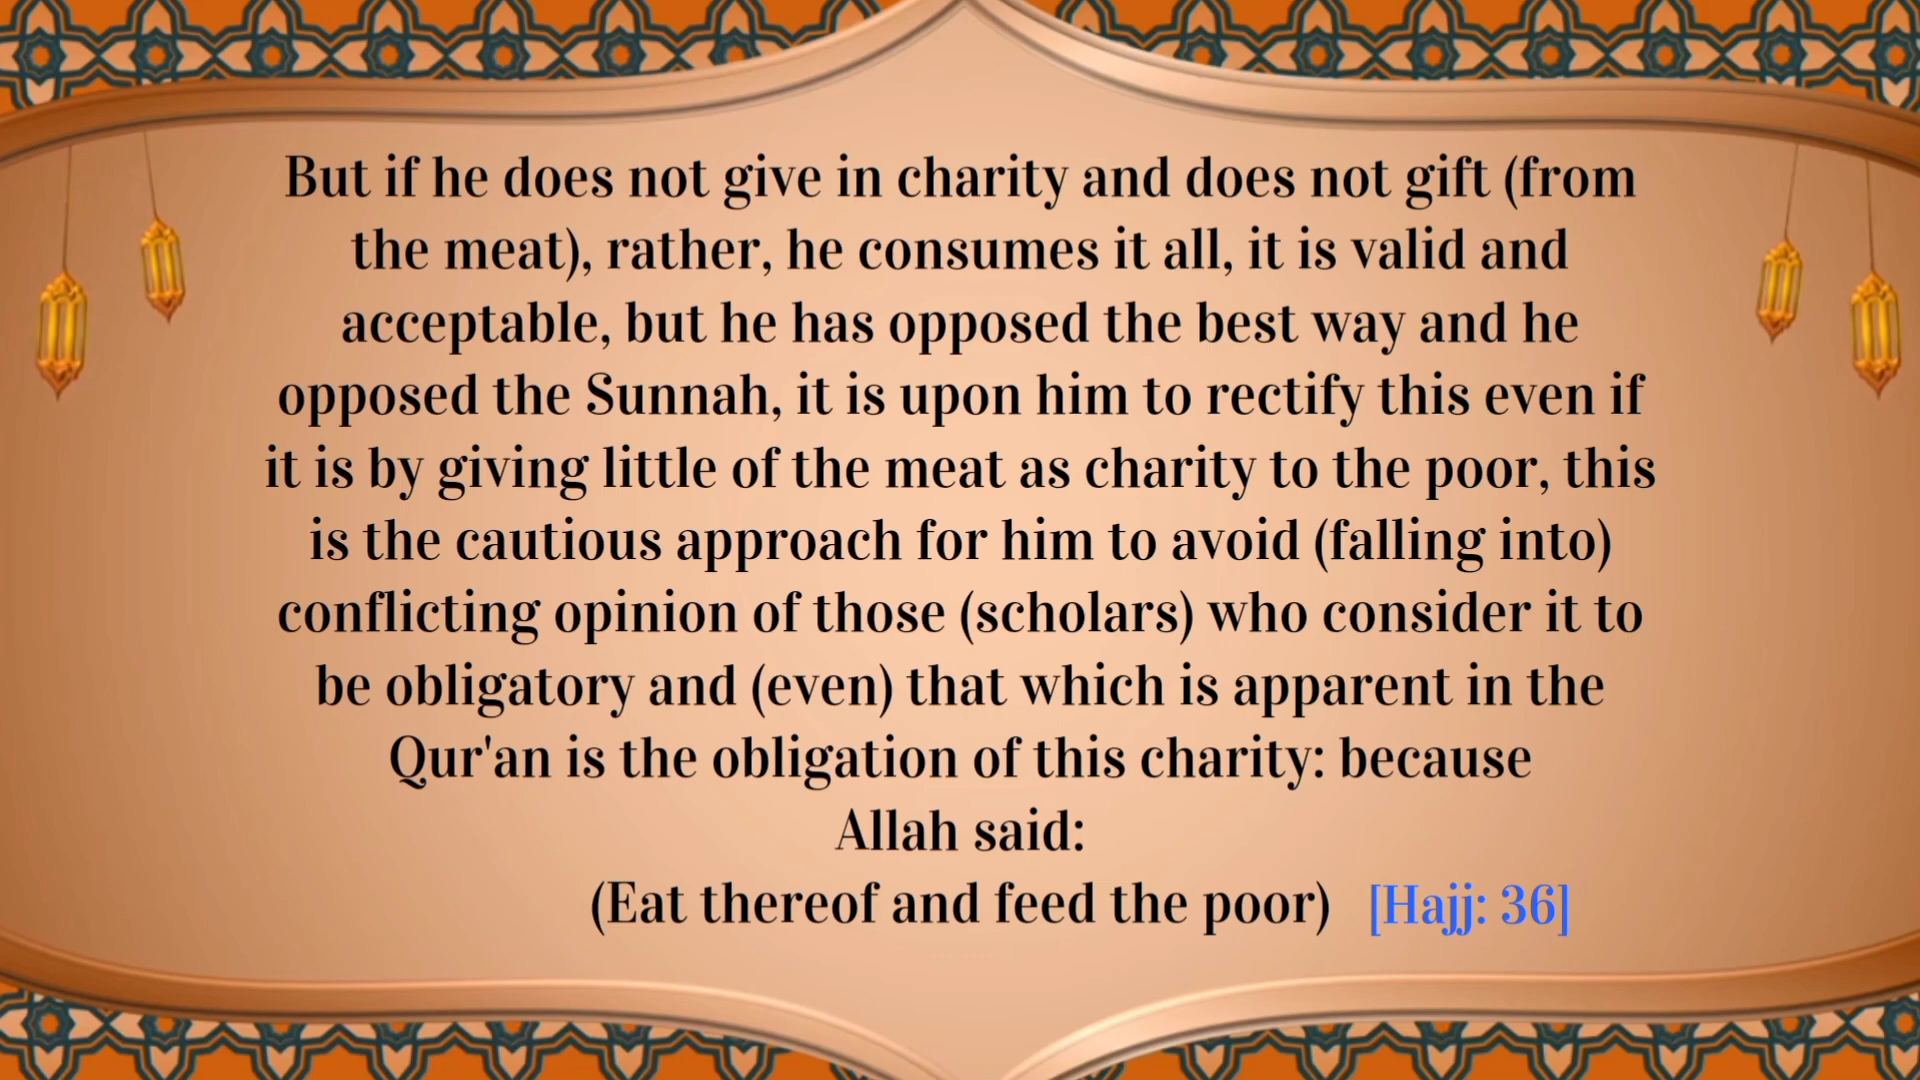 But if he does not give in charity and does not gift (from
the meat), rather, he consumes it all, it is valid and
acceptable, but he has opposed the best way and he
opposed the Sunnah, it is upon him to rectify this even if
it is by giving little of the meat as charity to the poor, this
is the cautious approach for him to avoid (falling into)
conflicting opinion of those (scholars) who consider it to
be obligatory and (even) that which is apparent in the
Qur'an is the obligation of this charity: because
Allah said:
(Eat thereof and feed the poor) [Hajj: 36]